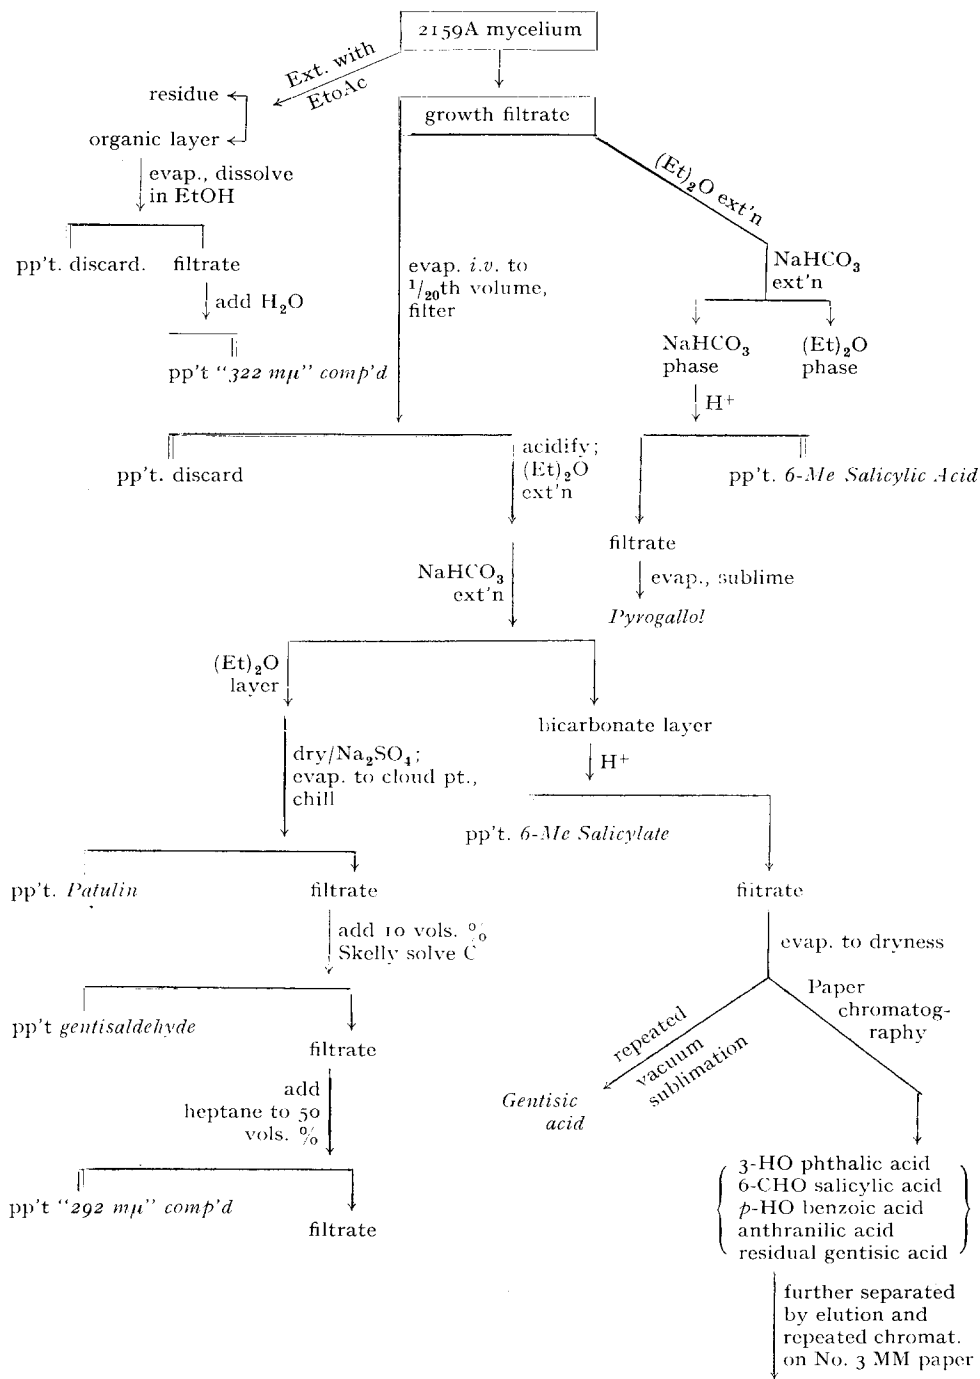 2159A mycelium
Ext. with
EtoAc
residue
organic layer
evap., dissolve
in EtOH
pp't. discard.
filtrate
add H₂O
pp't "322 mμ" comp'd
growth filtrate
(Et)₂O ext'n
NaHCO₃
ext'n
NaHCO₃
phase
(Et)₂O
phase
H⁺
pp't. 6-Me Salicylic Acid
filtrate
evap., sublime
Pyrogallol
evap. i.v. to
1/20th volume,
filter
pp't. discard
acidify;
(Et)₂O
ext'n
NaHCO₃
ext'n
(Et)₂O
layer
dry/Na₂SO₄;
evap. to cloud pt.,
chill
pp't. Patulin
filtrate
add 10 vols. %
Skelly solve C
pp't gentisaldehyde
filtrate
add
heptane to 50
vols. %
pp't "292 mμ" comp'd
filtrate
bicarbonate layer
H⁺
pp't. 6-Me Salicylate
filtrate
evap. to dryness
repeated
vacuum
sublimation
Gentisic
acid
Paper
chromatog-
raphy
3-HO phthalic acid
6-CHO salicylic acid
p-HO benzoic acid
anthranilic acid
residual gentisic acid
further separated
by elution and
repeated chromat.
on No. 3 MM paper